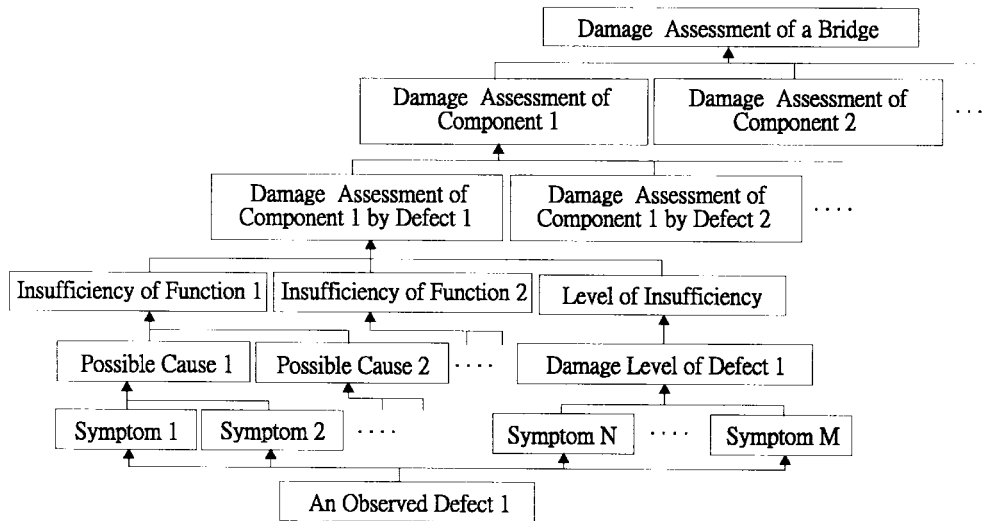 Damage Assessment of a Bridge
Damage Assessment of
Component 1
Damage Assessment of
Component 2
....
Damage Assessment of
Component 1 by Defect 1
Damage Assessment of
Component 1 by Defect 2
....
Insufficiency of Function 1
Insufficiency of Function 2
Level of Insufficiency
Possible Cause 1
Possible Cause 2
....
Damage Level of Defect 1
Symptom 1
Symptom 2
....
Symptom N
....
Symptom M
An Observed Defect 1